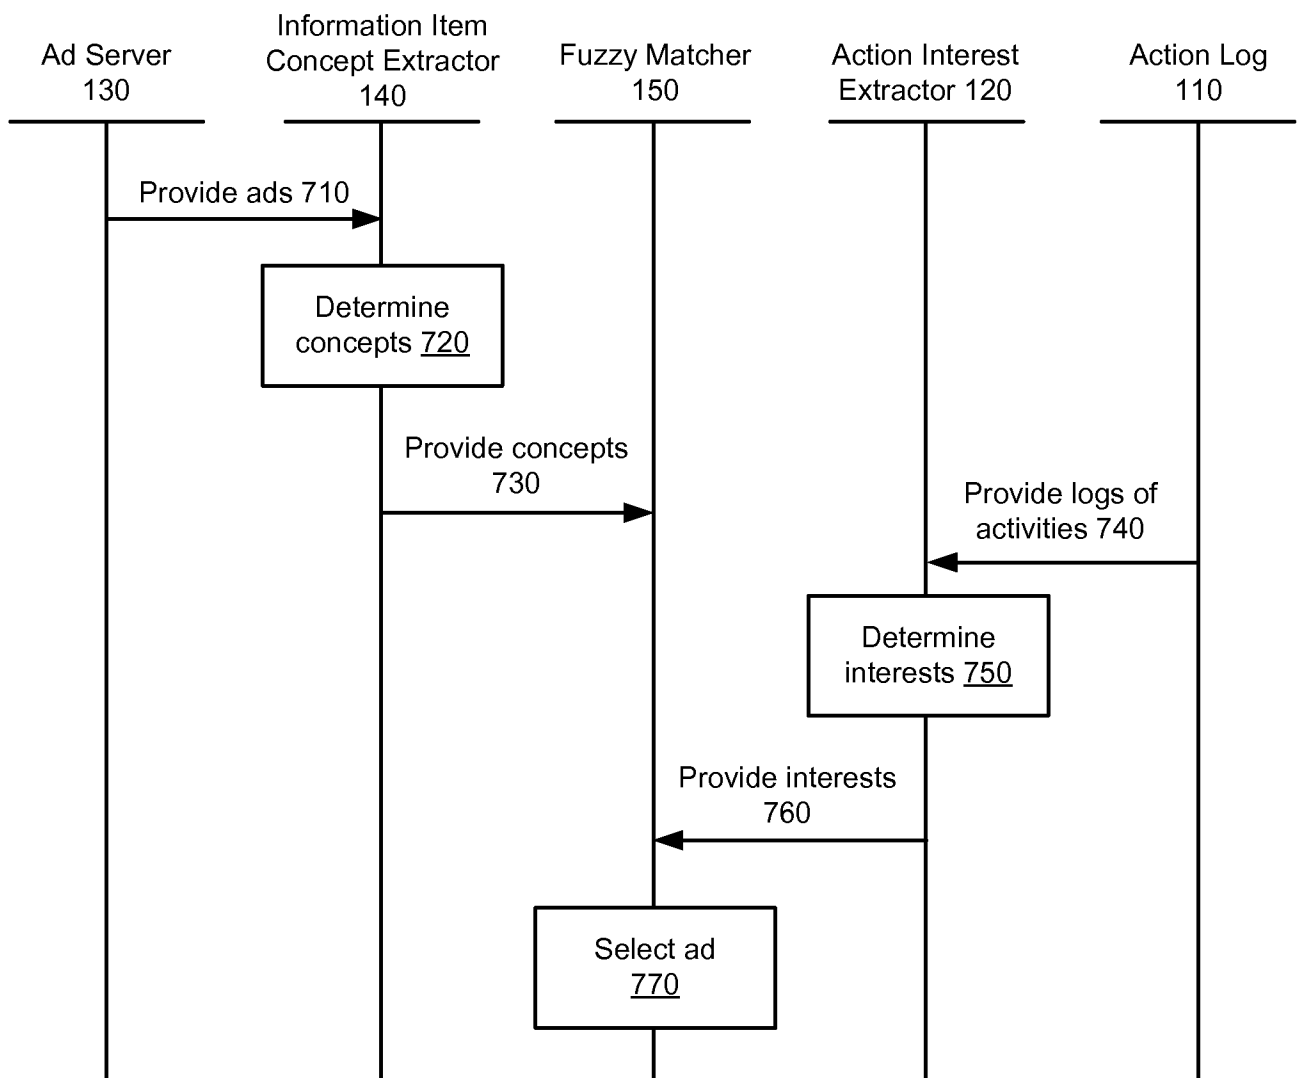 Ad Server
130
Information Item
Concept Extractor
140
Fuzzy Matcher
150
Action Interest
Extractor 120
Action Log
110
Provide ads 710
Determine
concepts 720
Provide concepts
730
Provide logs of
activities 740
Determine
interests 750
Provide interests
760
Select ad
770